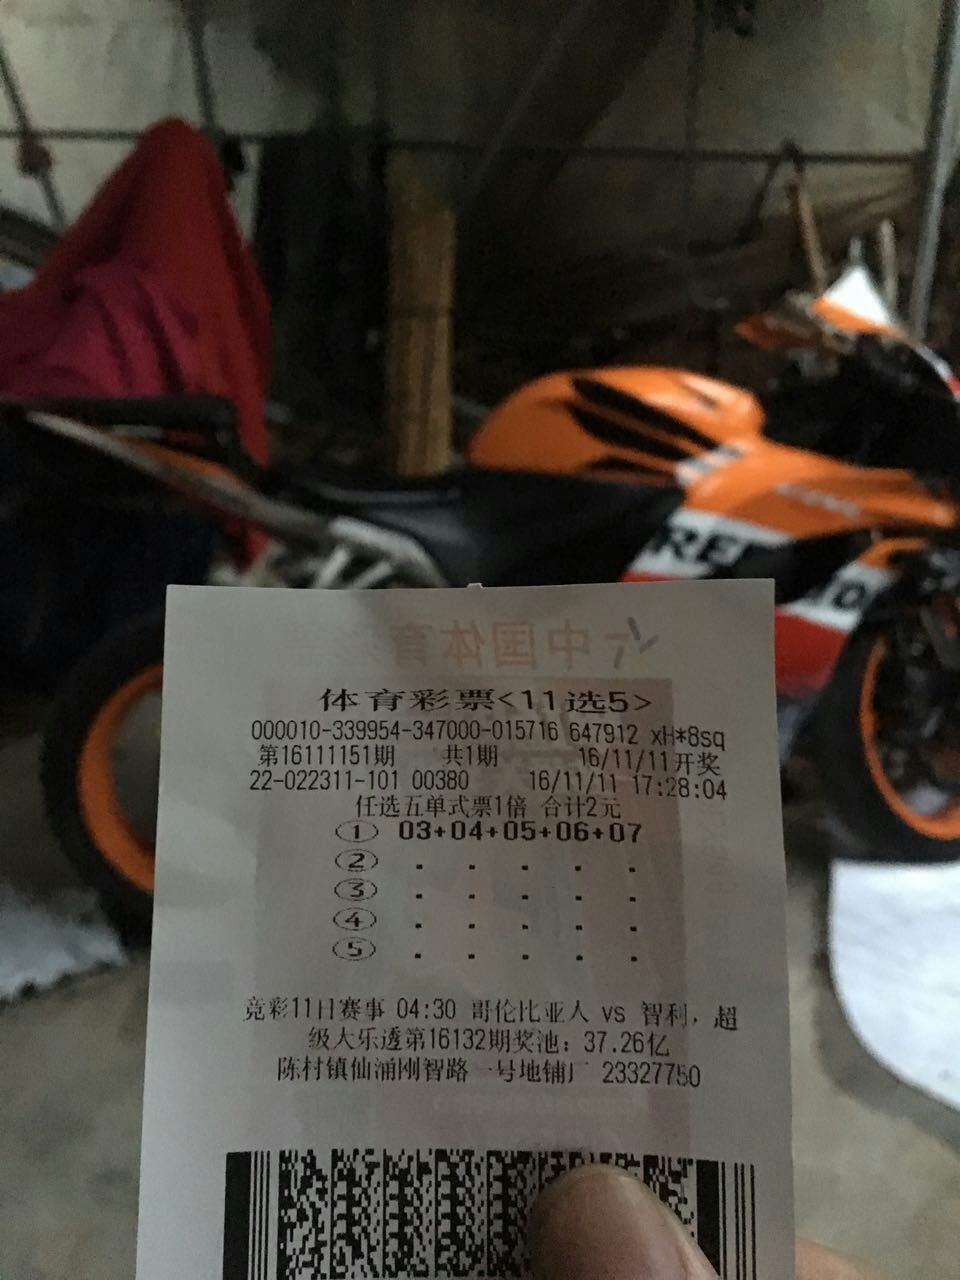 RE
中国体育
体育彩票<11选5>
000010-339954-347000-015716 647912 xH*8sq
第16111151期 共1期 16/11/11开奖
22-022311-101 00380 16/11/11 17:28:04
任选五单式票1倍 合计2元
① 03+04+05+06+07
② . . . . .
③ . . . . .
④ . . . . .
⑤ . . . . .
竞彩11日赛事 04:30 哥伦比亚人 vs 智利，超
级大乐透第16132期奖池：37.26亿
陈村镇仙涌刚智路一号地铺厂 23327750